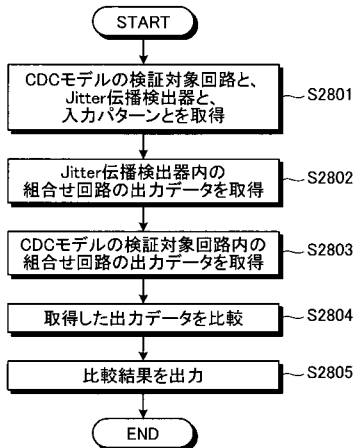 START
CDCモデルの検証対象回路と、
Jitter伝播検出器と、
入力パターンとを取得
S2801
Jitter伝播検出器内の
組合せ回路の出力データを取得
S2802
CDCモデルの検証対象回路内の
組合せ回路の出力データを取得
S2803
取得した出力データを比較
S2804
比較結果を出力
S2805
END